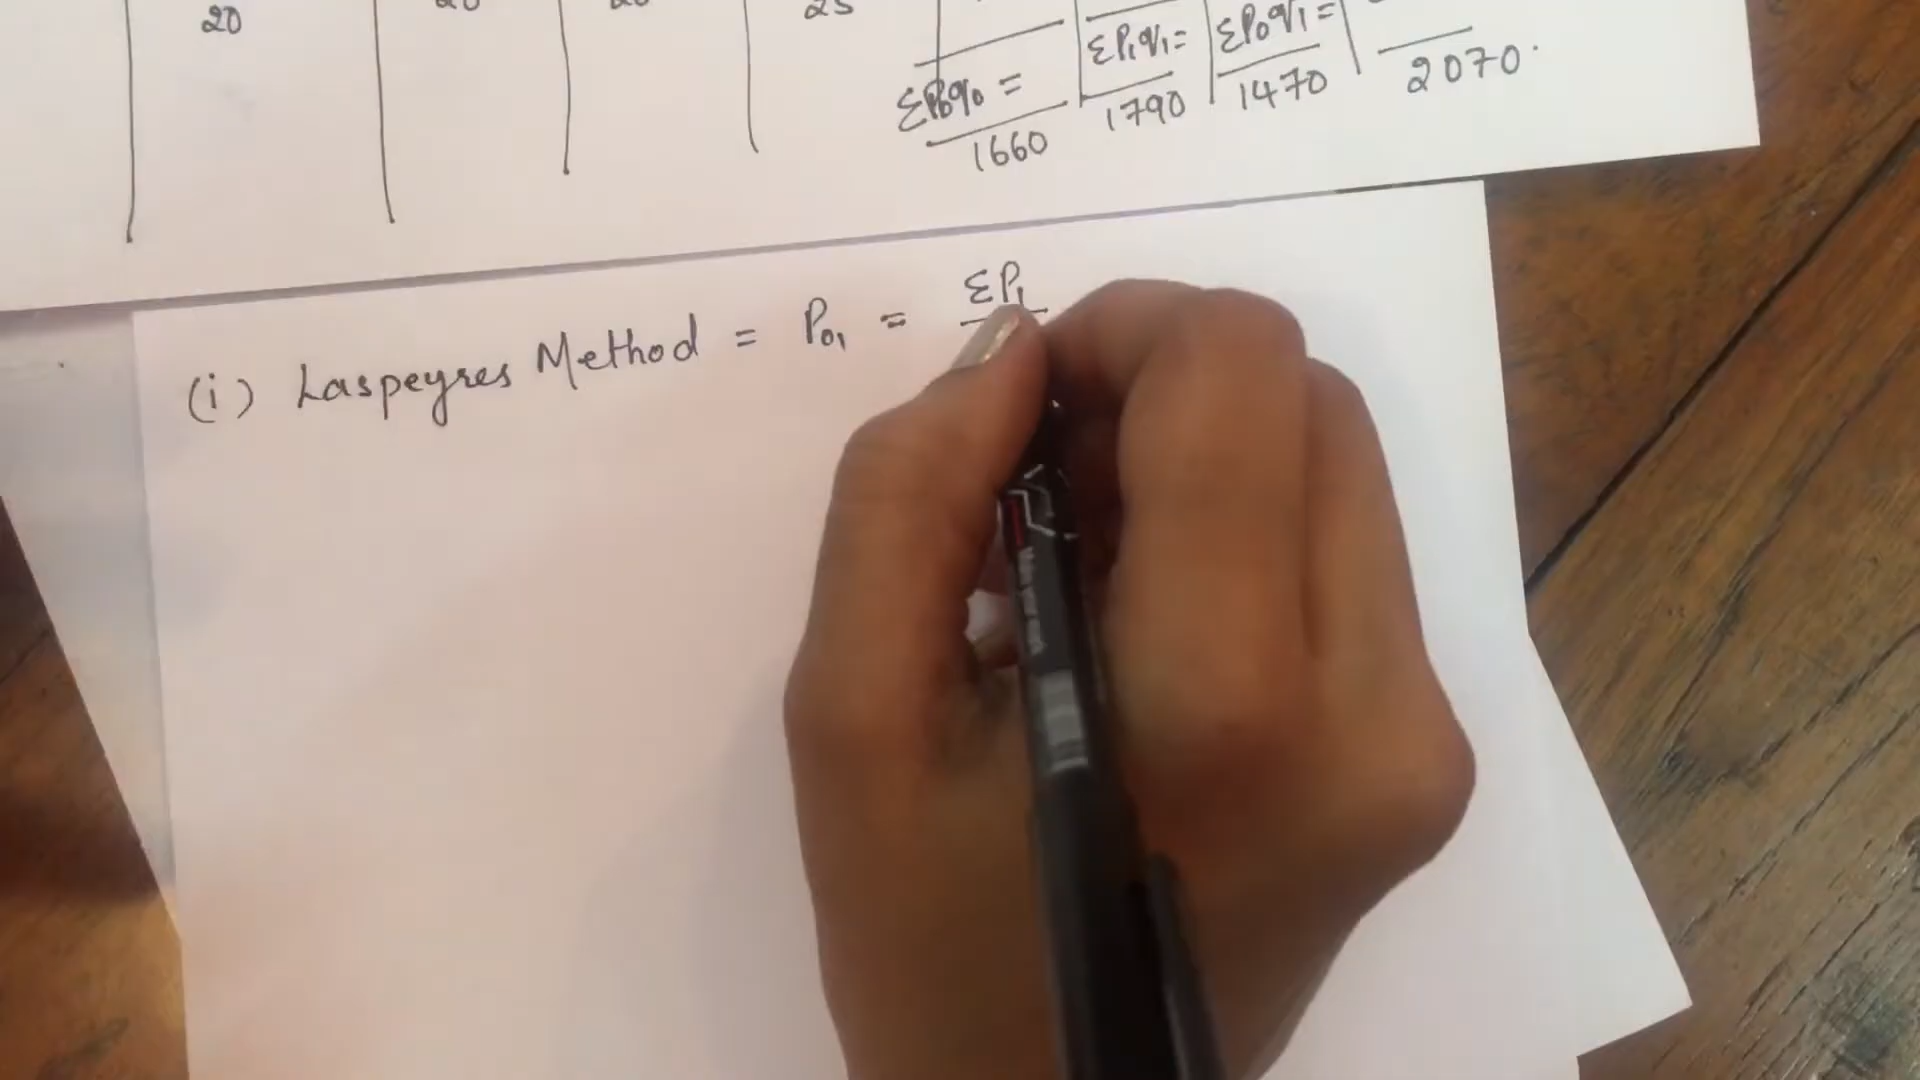 20 25
Σp₀q₀ = Σp₁q₁= Σp₀q₁=
1660 1790 1470 2070.
(i) Laspeyres Method = P₀₁ = ΣP₁